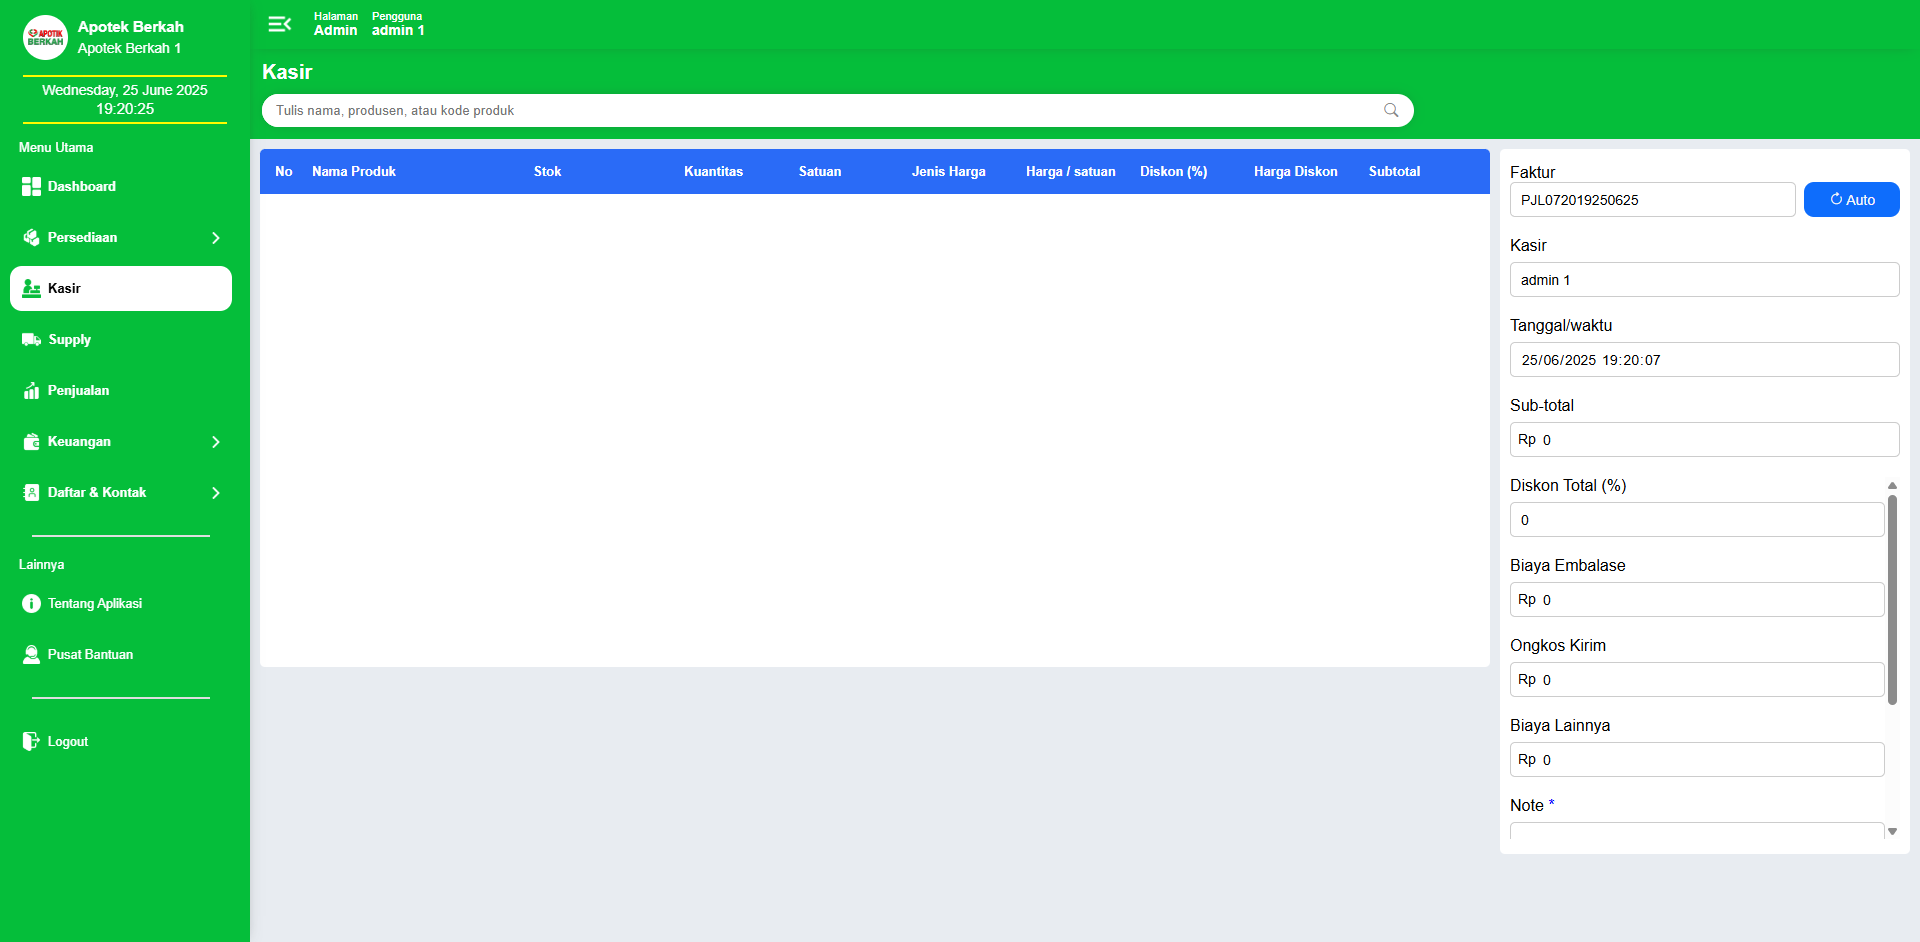 APOTIK
BERKAH
Apotek Berkah
Apotek Berkah 1
Wednesday, 25 June 2025
19:20:25
Menu Utama
Dashboard
Persediaan
Kasir
Supply
Penjualan
Keuangan
Daftar & Kontak
Lainnya
Tentang Aplikasi
Pusat Bantuan
Logout
Halaman Pengguna
Admin admin 1
Kasir
Tulis nama, produsen, atau kode produk
No Nama Produk Stok Kuantitas Satuan Jenis Harga Harga / satuan Diskon (%) Harga Diskon Subtotal
Faktur
PJL072019250625 Auto
Kasir
admin 1
Tanggal/waktu
25/06/2025 19:20:07
Sub-total
Rp 0
Diskon Total (%)
0
Biaya Embalase
Rp 0
Ongkos Kirim
Rp 0
Biaya Lainnya
Rp 0
Note *